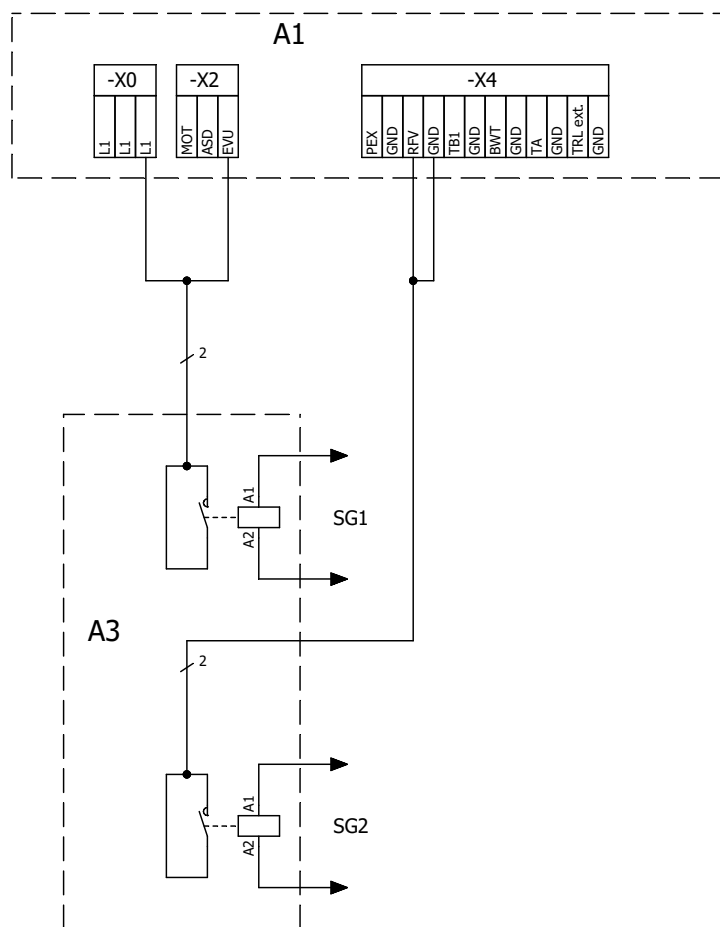 A1
-X0
-X2
-X4
L1
L1
L1
MOT
ASD
EVU
PEX
GND
RFV
GND
TB1
GND
BWT
GND
TA
GND
TRL ext.
GND
2
A1
A2
SG1
A3
2
A1
A2
SG2